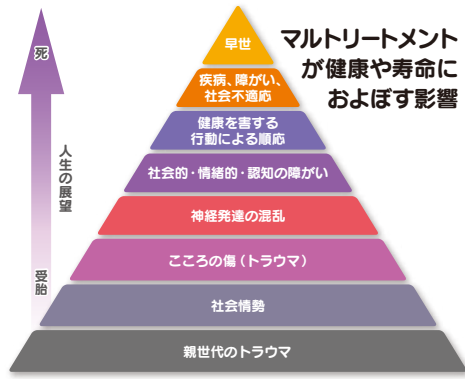 マルトリートメント
が健康や寿命に
およぼす影響
死
人生の展望
受胎
早世
疾病、障がい、
社会不適応
健康を害する
行動による順応
社会的・情緒的・認知の障がい
神経発達の混乱
こころの傷（トラウマ）
社会情勢
親世代のトラウマ